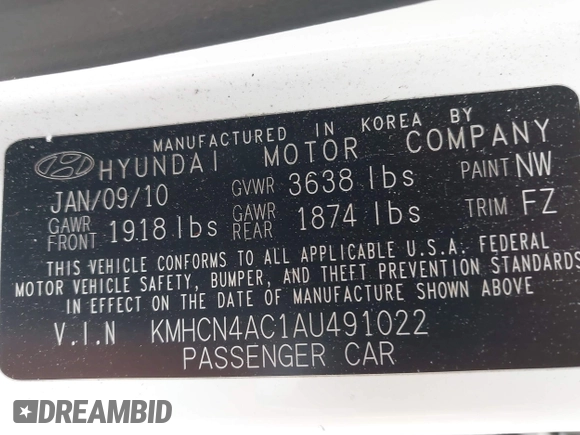 MANUFACTURED IN KOREA BY
HYUNDAI MOTOR COMPANY
JAN/09/10 GVWR 3638 lbs PAINT NW
GAWR FRONT 1918 lbs GAWR REAR 1874 lbs TRIM FZ
THIS VEHICLE CONFORMS TO ALL APPLICABLE U.S.A. FEDERAL
MOTOR VEHICLE SAFETY, BUMPER, AND THEFT PREVENTION STANDARDS
IN EFFECT ON THE DATE OF MANUFACTURE SHOWN ABOVE
V.I.N KMHCN4AC1AU491022
PASSENGER CAR
DREAMBID